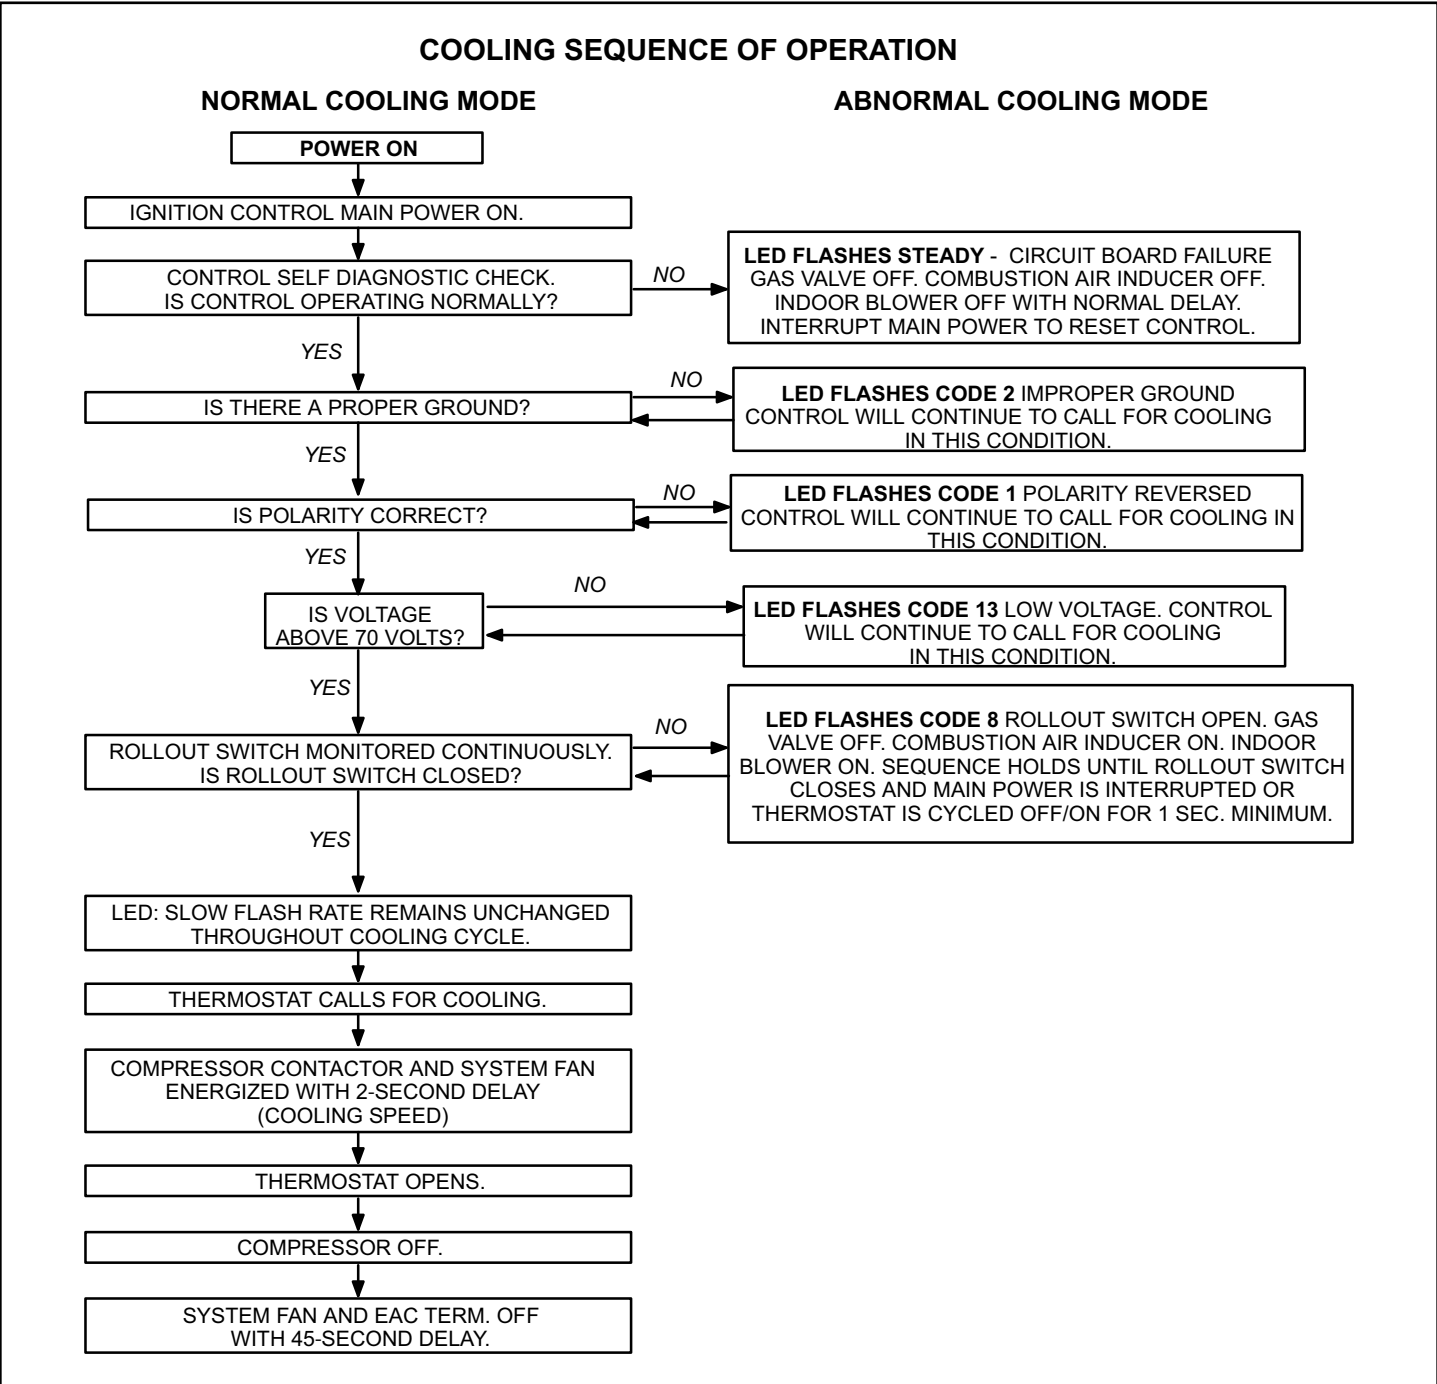 COOLING SEQUENCE OF OPERATION
NORMAL COOLING MODE
ABNORMAL COOLING MODE
POWER ON
IGNITION CONTROL MAIN POWER ON.
CONTROL SELF DIAGNOSTIC CHECK.
IS CONTROL OPERATING NORMALLY?
NO
LED FLASHES STEADY - CIRCUIT BOARD FAILURE
GAS VALVE OFF. COMBUSTION AIR INDUCER OFF.
INDOOR BLOWER OFF WITH NORMAL DELAY.
INTERRUPT MAIN POWER TO RESET CONTROL.
YES
IS THERE A PROPER GROUND?
NO
LED FLASHES CODE 2 IMPROPER GROUND
CONTROL WILL CONTINUE TO CALL FOR COOLING
IN THIS CONDITION.
YES
IS POLARITY CORRECT?
NO
LED FLASHES CODE 1 POLARITY REVERSED
CONTROL WILL CONTINUE TO CALL FOR COOLING IN
THIS CONDITION.
YES
IS VOLTAGE
ABOVE 70 VOLTS?
NO
LED FLASHES CODE 13 LOW VOLTAGE. CONTROL
WILL CONTINUE TO CALL FOR COOLING
IN THIS CONDITION.
YES
ROLLOUT SWITCH MONITORED CONTINUOUSLY.
IS ROLLOUT SWITCH CLOSED?
NO
LED FLASHES CODE 8 ROLLOUT SWITCH OPEN. GAS
VALVE OFF. COMBUSTION AIR INDUCER ON. INDOOR
BLOWER ON. SEQUENCE HOLDS UNTIL ROLLOUT SWITCH
CLOSES AND MAIN POWER IS INTERRUPTED OR
THERMOSTAT IS CYCLED OFF/ON FOR 1 SEC. MINIMUM.
YES
LED: SLOW FLASH RATE REMAINS UNCHANGED
THROUGHOUT COOLING CYCLE.
THERMOSTAT CALLS FOR COOLING.
COMPRESSOR CONTACTOR AND SYSTEM FAN
ENERGIZED WITH 2-SECOND DELAY
(COOLING SPEED)
THERMOSTAT OPENS.
COMPRESSOR OFF.
SYSTEM FAN AND EAC TERM. OFF
WITH 45-SECOND DELAY.